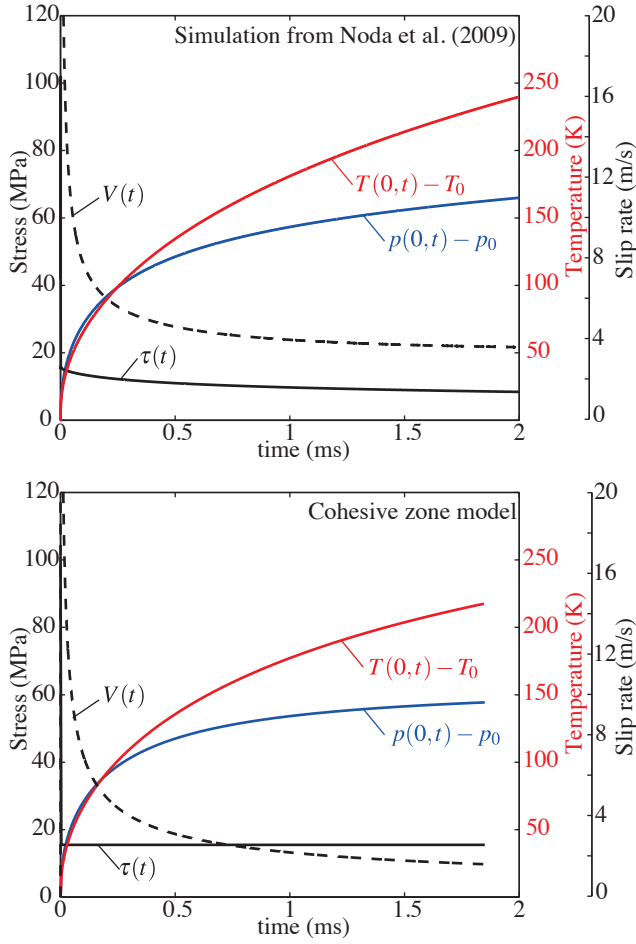 Simulation from Noda et al. (2009)
Stress (MPa)
120
100
80
60
40
20
0
V(t)
T(0,t) − T₀
p(0,t) − p₀
τ(t)
0
0.5
1
1.5
2
time (ms)
250
200
150
100
50
Temperature (K)
20
16
12
8
4
0
Slip rate (m/s)
Cohesive zone model
Stress (MPa)
120
100
80
60
40
20
0
V(t)
T(0,t) − T₀
p(0,t) − p₀
τ(t)
0
0.5
1
1.5
2
time (ms)
250
200
150
100
50
Temperature (K)
20
16
12
8
4
0
Slip rate (m/s)